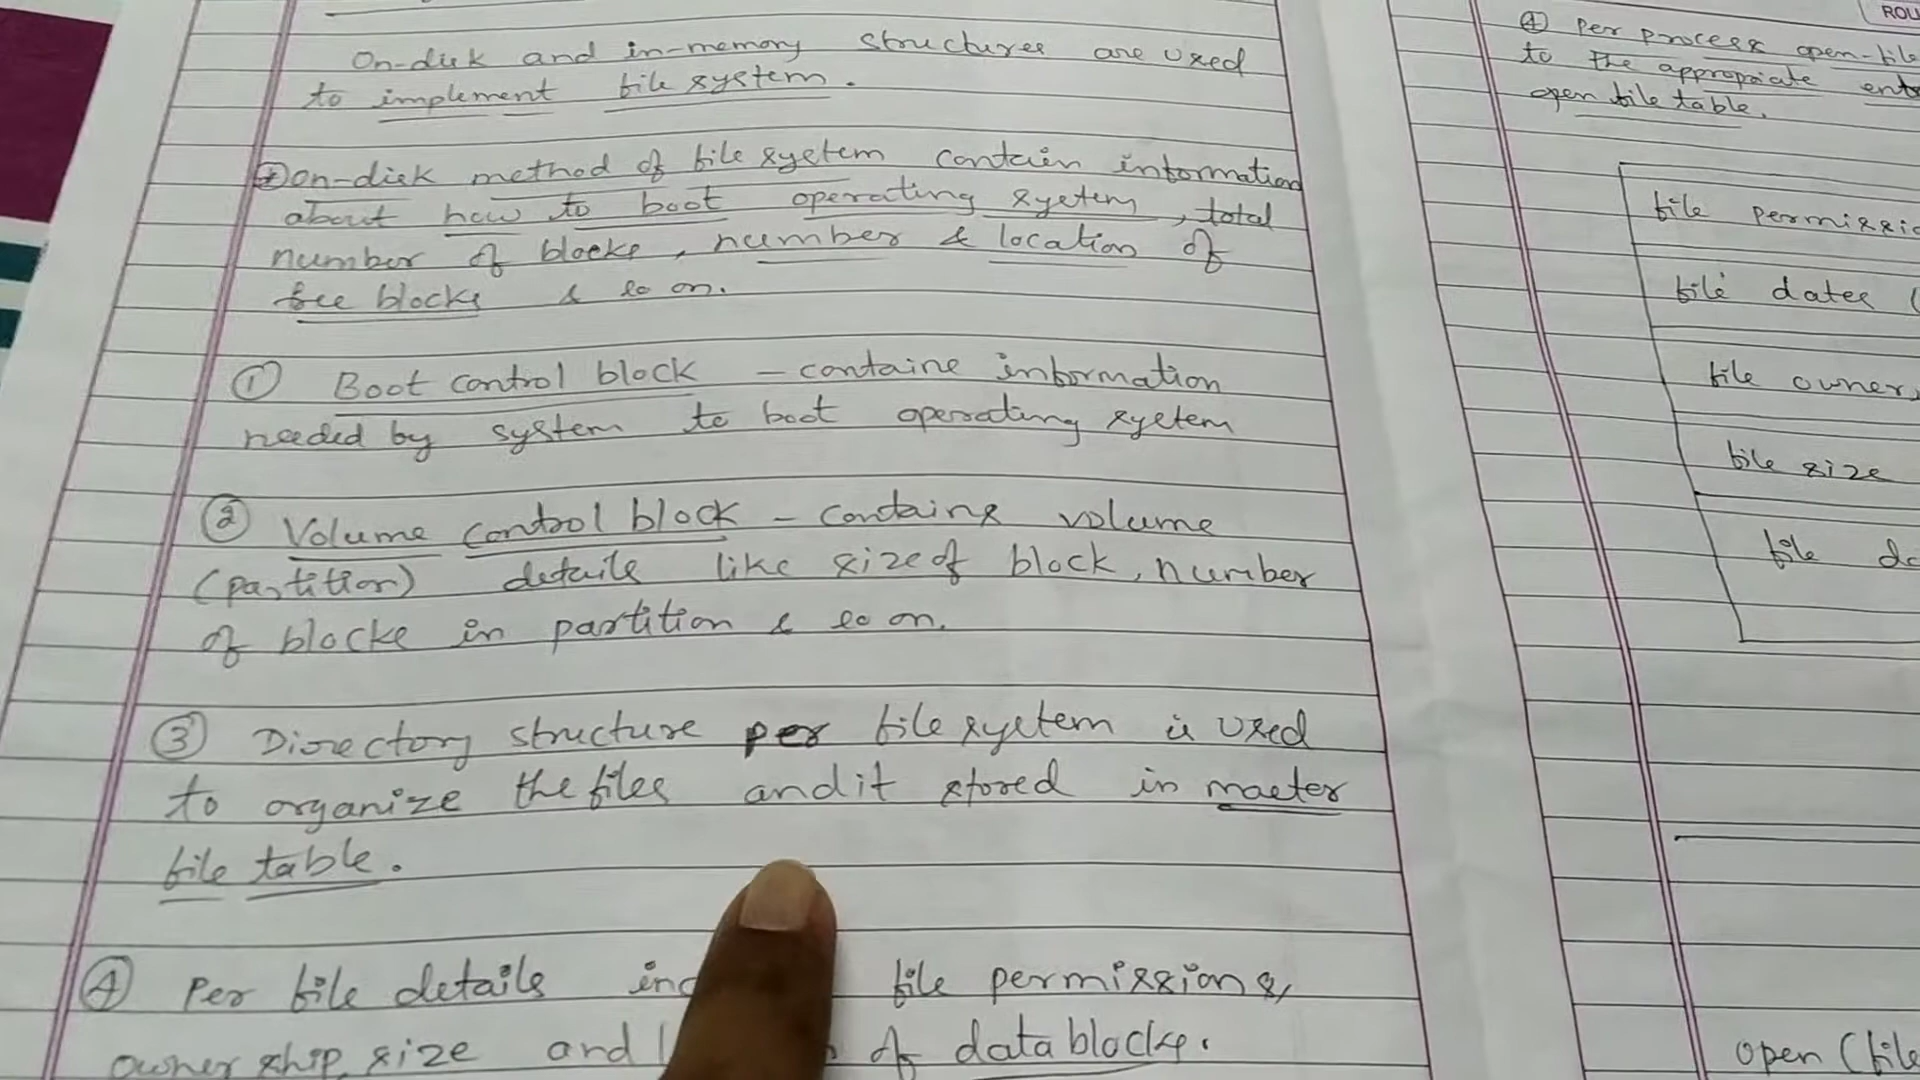 On-disk and in-memory structures are used
to implement file system.
On-disk method of file system contain information
about how to boot operating system, total
number of blocks, number & location of
free blocks & so on.
① Boot control block - contains information
needed by system to boot operating system
② Volume control block - contains volume
(partition) details like size of block, number
of blocks in partition & so on.
③ Directory structure per file system is used
to organize the files and it stored in master
file table.
④ Per file details file permissions,
ownership, size and of data blocks.
ROU
④ Per process open-file
to the appropriate
open file table.
file
file dates (
file owner,
file size
file
open (file